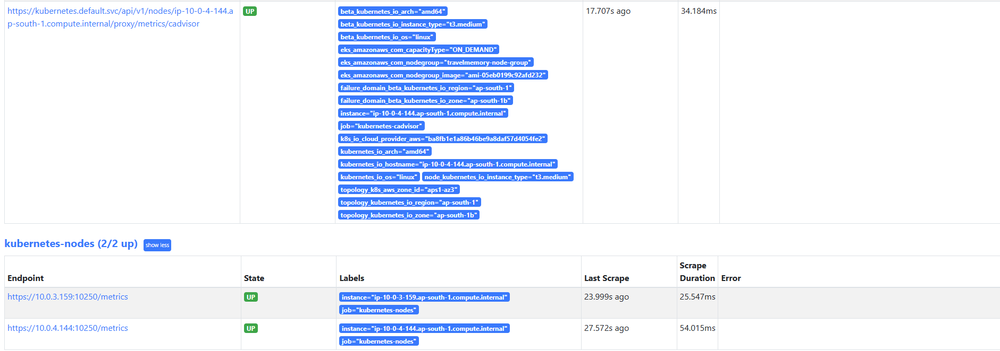 https://kubernetes.default.svc/api/v1/nodes/ip-10-0-4-144.a
p-south-1.compute.internal/proxy/metrics/cadvisor
UP
beta_kubernetes_io_arch="amd64"
beta_kubernetes_io_instance_type="t3.medium"
beta_kubernetes_io_os="linux"
eks_amazonaws_com_capacityType="ON_DEMAND"
eks_amazonaws_com_nodegroup="travelmemory-node-group"
eks_amazonaws_com_nodegroup_image="ami-05eb0199c92afd232"
failure_domain_beta_kubernetes_io_region="ap-south-1"
failure_domain_beta_kubernetes_io_zone="ap-south-1b"
instance="ip-10-0-4-144.ap-south-1.compute.internal"
job="kubernetes-cadvisor"
k8s_io_cloud_provider_aws="ba8fb1e1a86b46be9a8daf57d4054fe2"
kubernetes_io_arch="amd64"
kubernetes_io_hostname="ip-10-0-4-144.ap-south-1.compute.internal"
kubernetes_io_os="linux" node_kubernetes_io_instance_type="t3.medium"
topology_k8s_aws_zone_id="aps1-az3"
topology_kubernetes_io_region="ap-south-1"
topology_kubernetes_io_zone="ap-south-1b"
17.707s ago
34.184ms
kubernetes-nodes (2/2 up) show less
Endpoint
State
Labels
Last Scrape
Scrape
Duration
Error
https://10.0.3.159:10250/metrics
UP
instance="ip-10-0-3-159.ap-south-1.compute.internal"
job="kubernetes-nodes"
23.999s ago
25.547ms
https://10.0.4.144:10250/metrics
UP
instance="ip-10-0-4-144.ap-south-1.compute.internal"
job="kubernetes-nodes"
27.572s ago
54.015ms